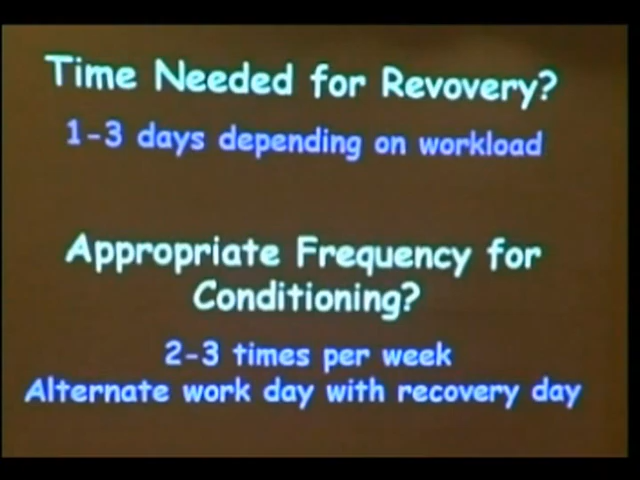 Time Needed for Revovery?
1-3 days depending on workload
Appropriate Frequency for
Conditioning?
2-3 times per week
Alternate work day with recovery day